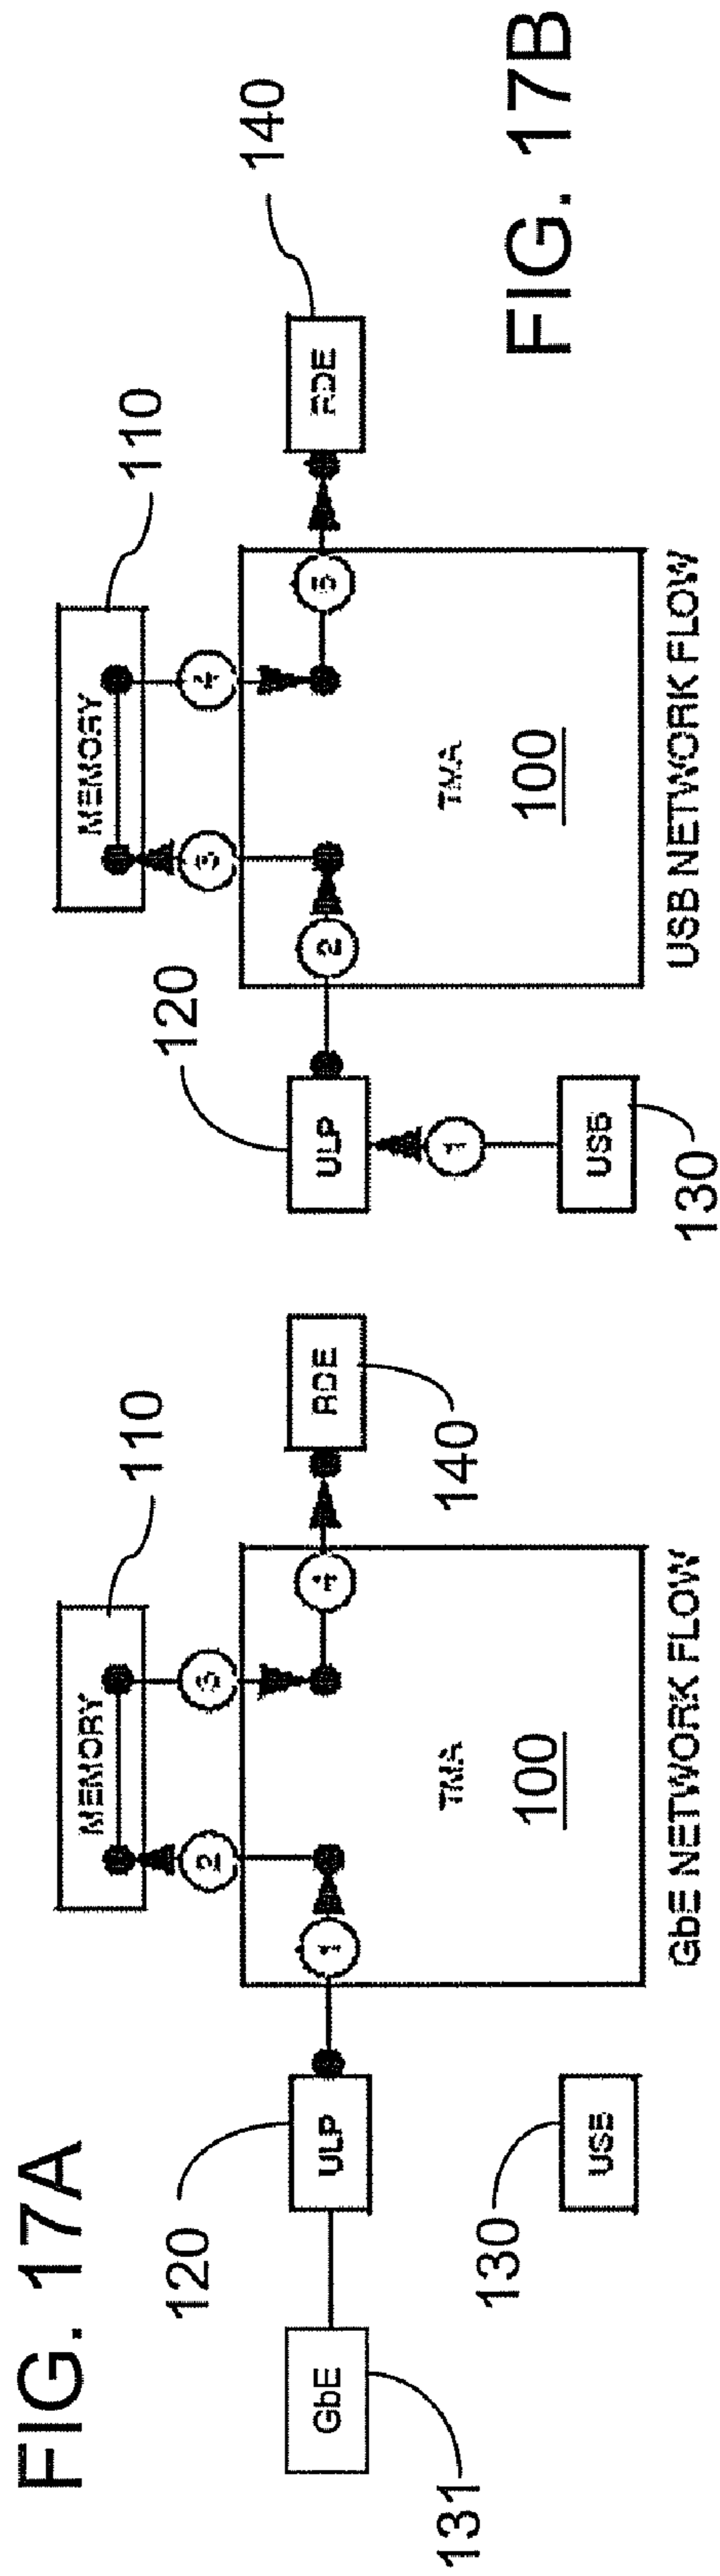 FIG. 17A
MEMORY
110
2
3
1
4
TMA
100
GbE
131
ULP
120
USB
130
RDE
140
GbE NETWORK FLOW
FIG. 17B
MEMORY
110
3
4
2
5
TMA
100
ULP
120
1
USB
130
RDE
140
USB NETWORK FLOW